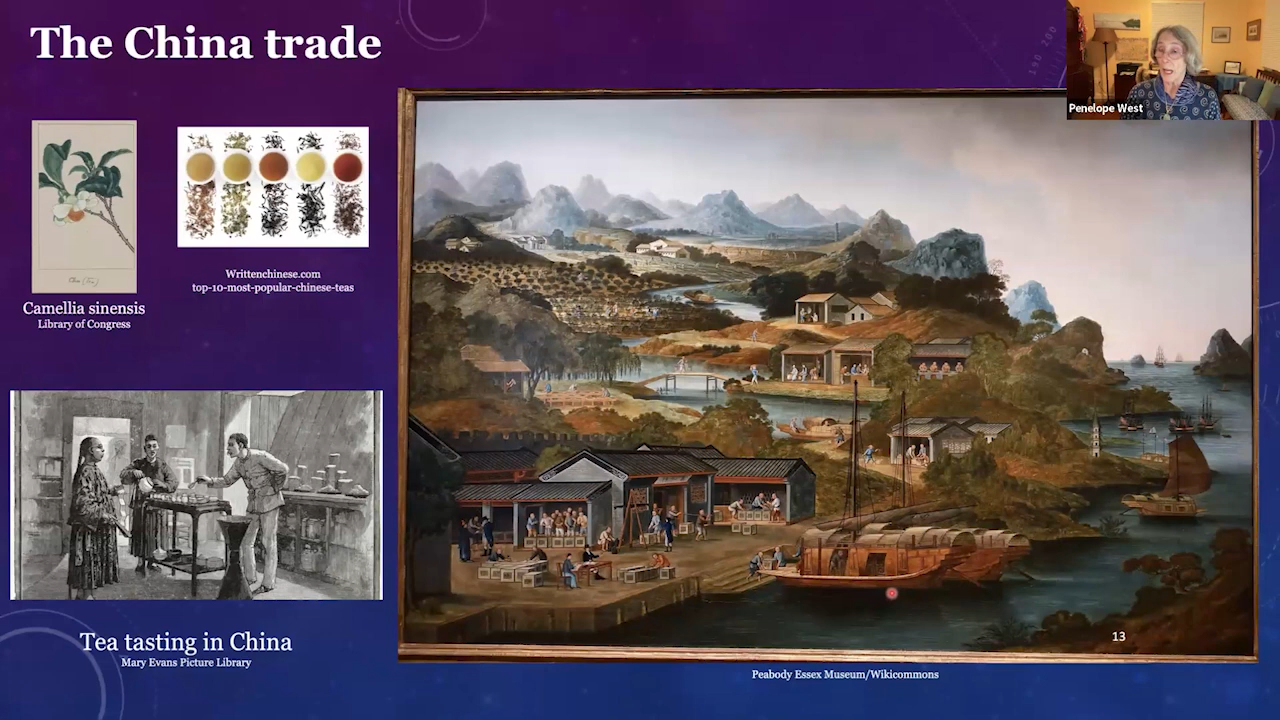 The China trade
Penelope West
Camellia sinensis
Library of Congress
Writtenchinese.com
top-10-most-popular-chinese-teas
Tea tasting in China
Mary Evans Picture Library
13
Peabody Essex Museum/Wikicommons